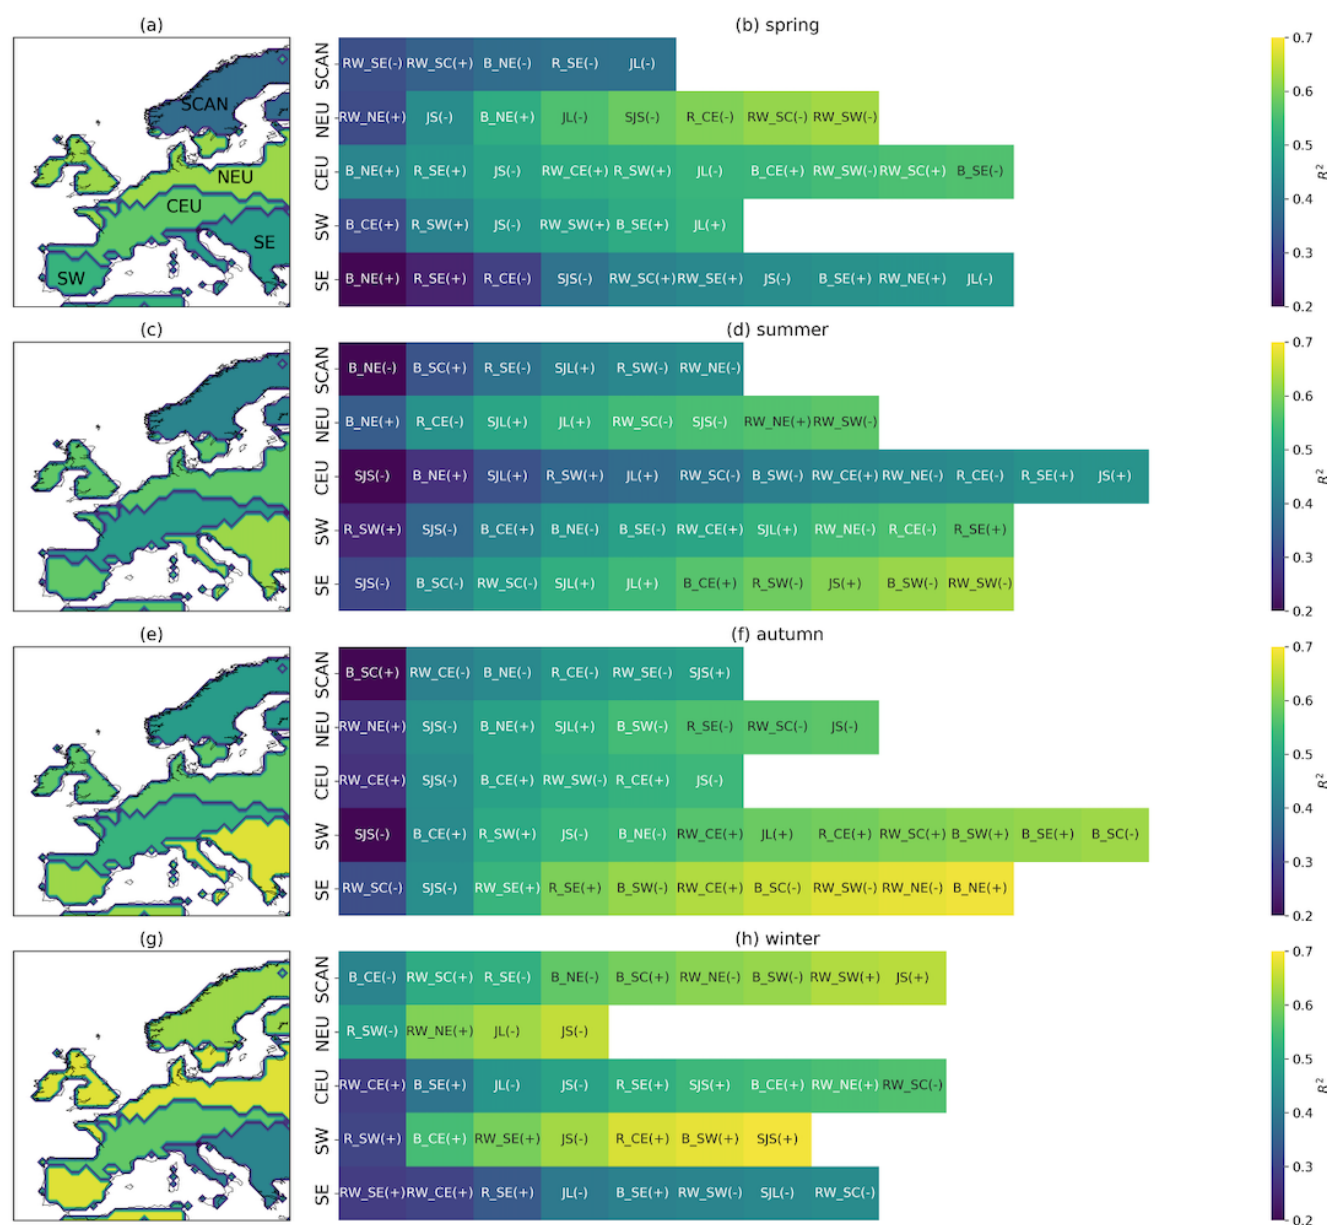 (a)
SCAN
NEU
CEU
SE
SW
(b) spring
SCAN RW_SE(-) RW_SC(+) B_NE(-) R_SE(-) JL(-)
NEU RW_NE(+) JS(-) B_NE(+) JL(-) SJS(-) R_CE(-) RW_SC(-) RW_SW(-)
CEU B_NE(+) R_SE(+) JS(-) RW_CE(+) R_SW(+) JL(-) B_CE(+) RW_SW(-) RW_SC(+) B_SE(-)
SW B_CE(+) R_SW(+) JS(-) RW_SW(+) B_SE(+) JL(+)
SE B_NE(+) R_SE(+) R_CE(-) SJS(-) RW_SC(+) RW_SE(+) JS(-) B_SE(+) RW_NE(+) JL(-)
0.7
0.6
0.5
0.4
0.3
0.2
R²
(c)
(d) summer
SCAN B_NE(-) B_SC(+) R_SE(-) SJL(+) R_SW(-) RW_NE(-)
NEU B_NE(+) R_CE(-) SJL(+) JL(+) RW_SC(-) SJS(-) RW_NE(+) RW_SW(-)
CEU SJS(-) B_NE(+) SJL(+) R_SW(+) JL(+) RW_SC(-) B_SW(-) RW_CE(+) RW_NE(-) R_CE(-) R_SE(+) JS(+)
SW R_SW(+) SJS(-) B_CE(+) B_NE(-) B_SE(-) RW_CE(+) SJL(+) RW_NE(-) R_CE(-) R_SE(+)
SE SJS(-) B_SC(-) RW_SC(-) SJL(+) JL(+) B_CE(+) R_SW(-) JS(+) B_SW(-) RW_SW(-)
0.7
0.6
0.5
0.4
0.3
0.2
R²
(e)
(f) autumn
SCAN B_SC(+) RW_CE(-) B_NE(-) R_CE(-) RW_SE(-) SJS(+)
NEU RW_NE(+) SJS(-) B_NE(+) SJL(+) B_SW(-) R_SE(-) RW_SC(-) JS(-)
CEU RW_CE(+) SJS(-) B_CE(+) RW_SW(-) R_CE(+) JS(-)
SW SJS(-) B_CE(+) R_SW(+) JS(-) B_NE(-) RW_CE(+) JL(+) R_CE(+) RW_SC(+) B_SW(+) B_SE(+) B_SC(-)
SE RW_SC(-) SJS(-) RW_SE(+) R_SE(+) B_SW(-) RW_CE(+) B_SC(-) RW_SW(-) RW_NE(-) B_NE(+)
0.7
0.6
0.5
0.4
0.3
0.2
R²
(g)
(h) winter
SCAN B_CE(-) RW_SC(+) R_SE(-) B_NE(-) B_SC(+) RW_NE(-) B_SW(-) RW_SW(+) JS(+)
NEU R_SW(-) RW_NE(+) JL(-) JS(-)
CEU RW_CE(+) B_SE(+) JL(-) JS(-) R_SE(+) SJS(+) B_CE(+) RW_NE(+) RW_SC(-)
SW R_SW(+) B_CE(+) RW_SE(+) JS(-) R_CE(+) B_SW(+) SJS(+)
SE RW_SE(+) RW_CE(+) R_SE(+) JL(-) B_SE(+) RW_SW(-) SJL(-) RW_SC(-)
0.7
0.6
0.5
0.4
0.3
0.2
R²